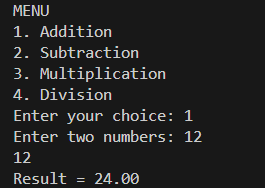 MENU
1. Addition
2. Subtraction
3. Multiplication
4. Division
Enter your choice: 1
Enter two numbers: 12
12
Result = 24.00